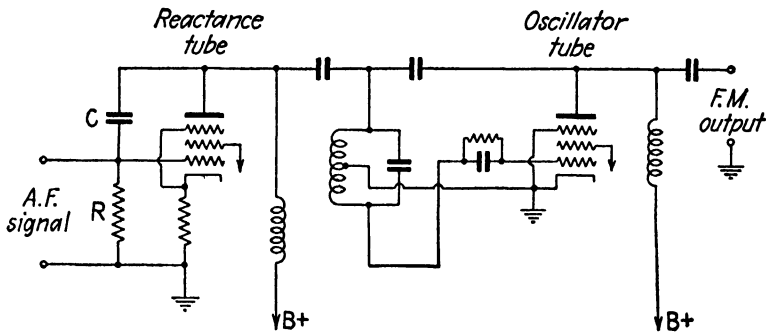 Reactance
tube
Oscillator
tube
C
F.M.
output
A.F.
signal
R
B+
B+